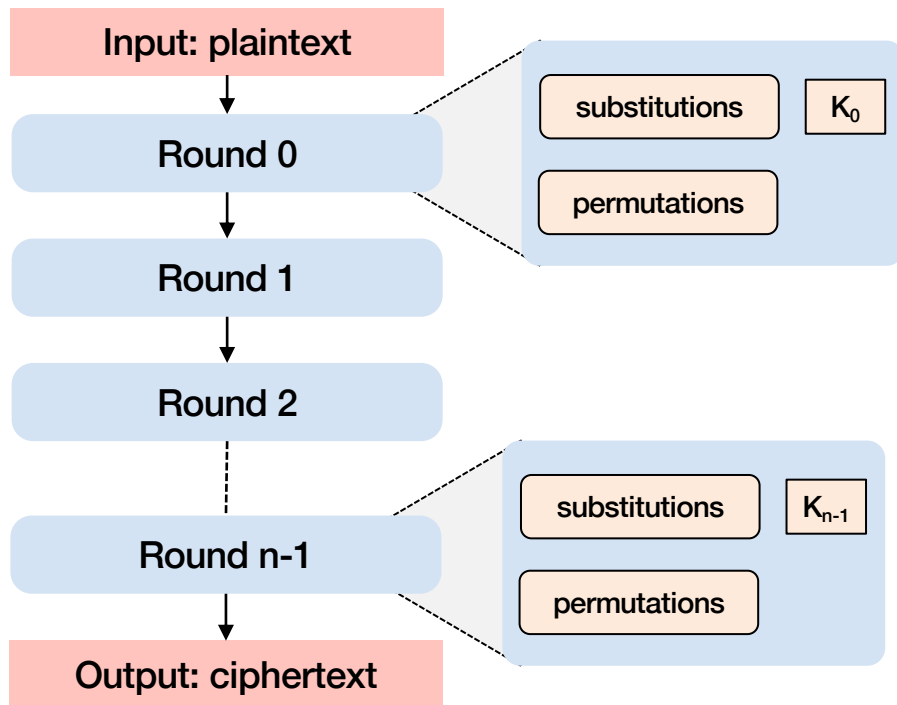 Input: plaintext
Round 0
substitutions
K₀
permutations
Round 1
Round 2
Round n-1
substitutions
Kₙ₋₁
permutations
Output: ciphertext